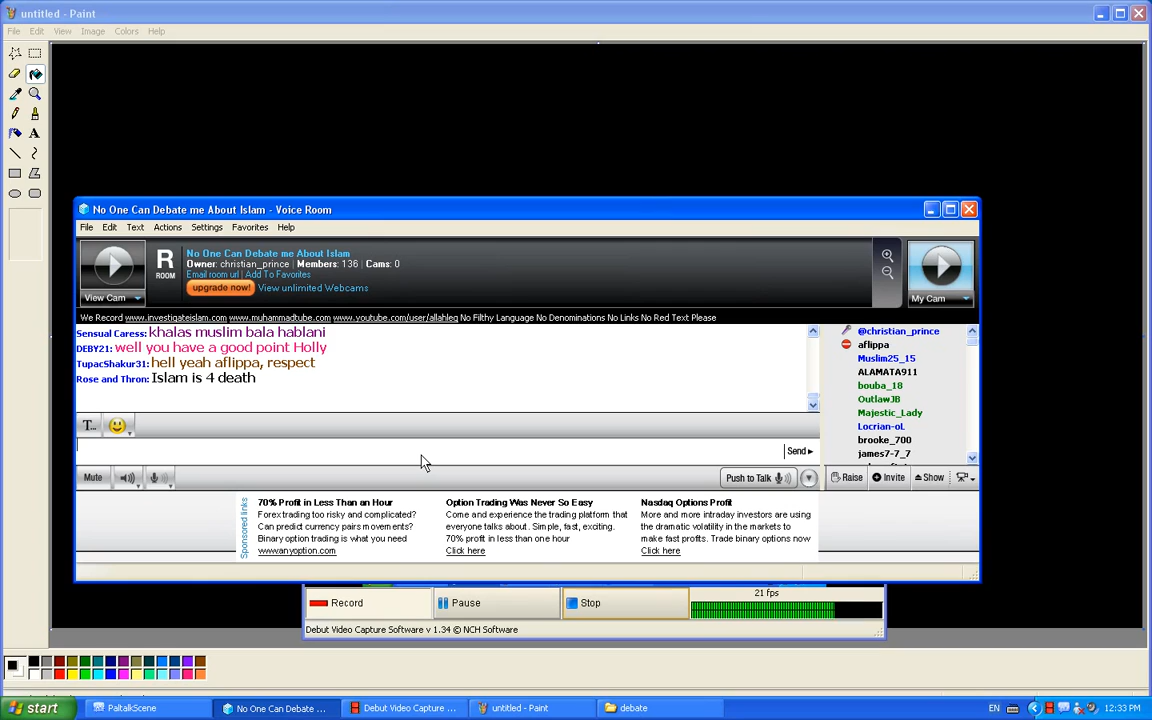 untitled - Paint
File Edit View Image Colors Help
No One Can Debate me About Islam - Voice Room
File Edit Text Actions Settings Favorites Help
R
ROOM
No One Can Debate me About Islam
Owner: christian_prince | Members: 136 | Cams: 0
Email room url | Add To Favorites
upgrade now! View unlimited Webcams
View Cam
My Cam
We Record www.investigateislam.com www.muhammadtube.com www.youtube.com/user/allahleg No Filthy Language No Denominations No Links No Red Text Please
Sensual Caress: khalas muslim bala hablani
DEBY21: well you have a good point Holly
TupacShakur31: hell yeah aflippa, respect
Rose and Thron: Islam is 4 death
@christian_prince
aflippa
Muslim25_15
ALAMATA911
bouba_18
OutlawJB
Majestic_Lady
Locrian-oL
brooke_700
james7-7_7
T...
Send
Mute
Push to Talk
Raise Invite Show
Sponsored links
70% Profit in Less Than an Hour
Forex trading too risky and complicated?
Can predict currency pairs movements?
Binary option trading is what you need
www.anyoption.com
Option Trading Was Never So Easy
Come and experience the trading platform that
everyone talks about. Simple, fast, exciting.
70% profit in less than one hour
Click here
Nasdaq Options Profit
More and more intraday investors are using
the dramatic volatility in the markets to
make fast profits. Trade binary options now
Click here
Record Pause Stop
21 fps
Debut Video Capture Software v 1.34 © NCH Software
start PaltalkScene No One Can Debate ... Debut Video Capture ... untitled - Paint debate EN 12:33 PM